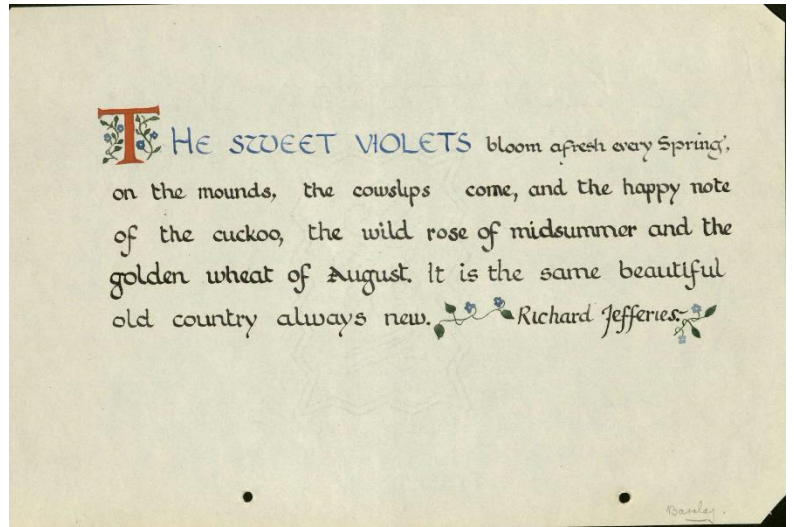 THE SWEET VIOLETS bloom afresh every Spring,
on the mounds, the cowslips come, and the happy note
of the cuckoo, the wild rose of midsummer and the
golden wheat of August. It is the same beautiful
old country always new. Richard Jefferies.